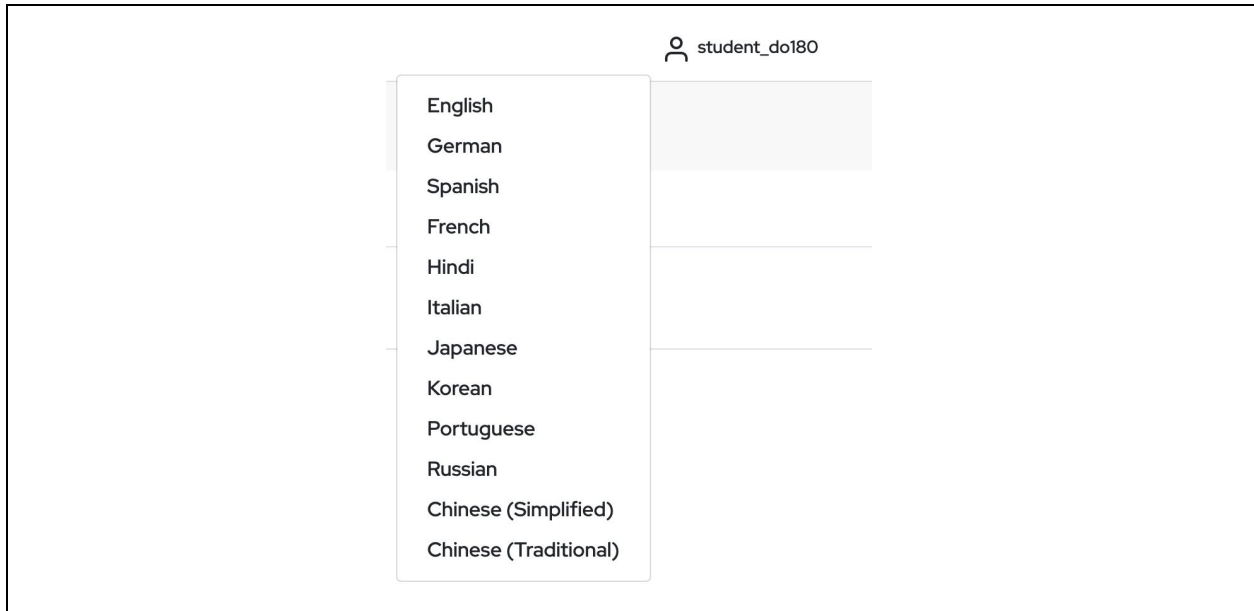 student_do180
English
German
Spanish
French
Hindi
Italian
Japanese
Korean
Portuguese
Russian
Chinese (Simplified)
Chinese (Traditional)